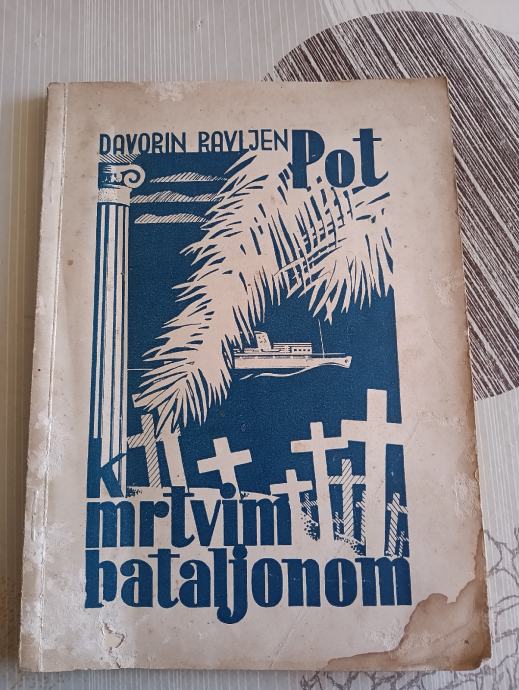 DAVORIN RAVLJEN
Pot
k
mrtvim
bataljonom